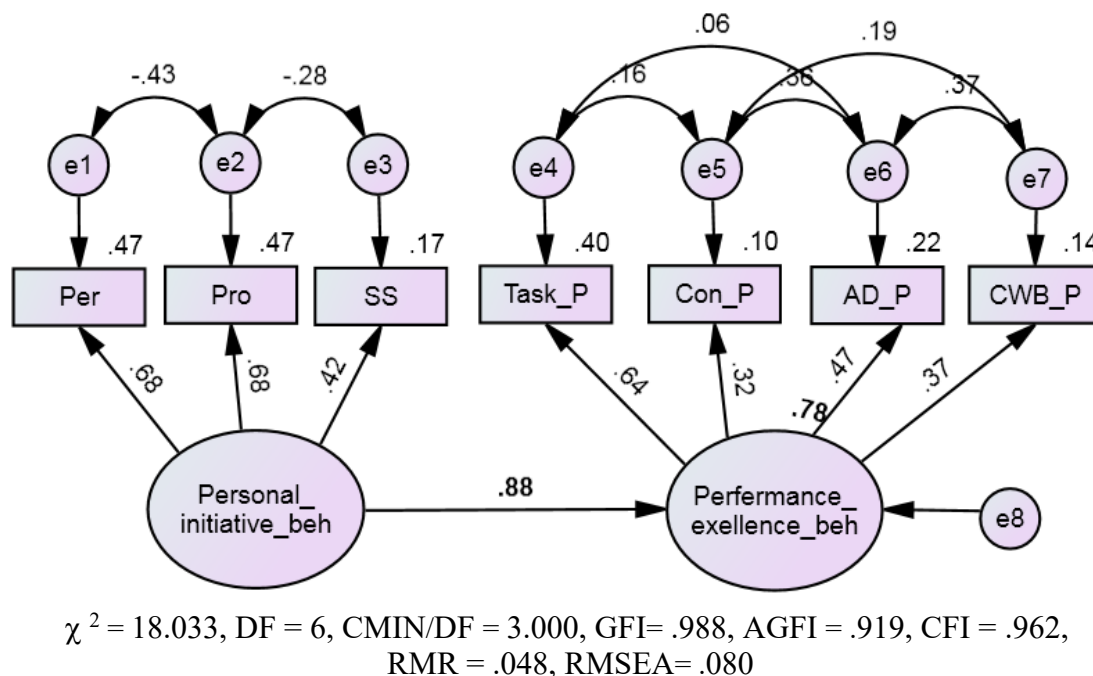 .06
.19
-.43
-.28
.16
.36
.37
e1
e2
e3
e4
e5
e6
e7
.47
.47
.17
.40
.10
.22
.14
Per
Pro
SS
Task_P
Con_P
AD_P
CWB_P
.68
.68
.42
.64
.32
.47
.37
.78
Personal_
initiative_beh
.88
Perfermance_
exellence_beh
e8
χ ² = 18.033, DF = 6, CMIN/DF = 3.000, GFI= .988, AGFI = .919, CFI = .962,
RMR = .048, RMSEA= .080